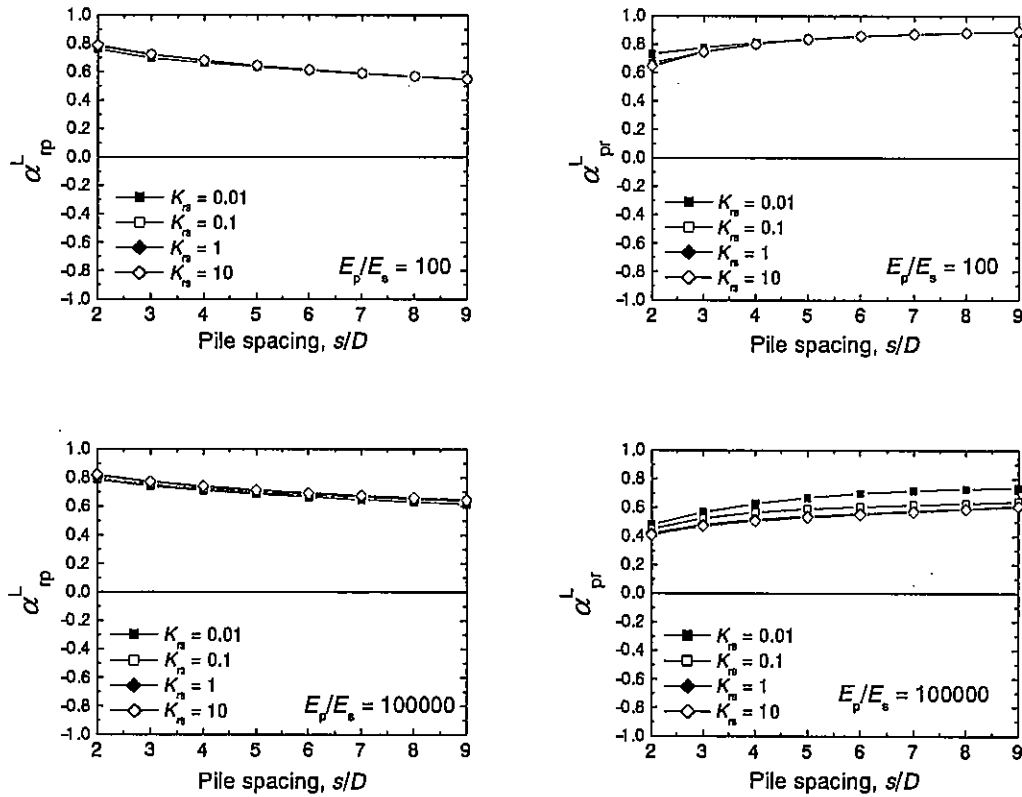 1.0
0.8
0.6
0.4
0.2
0.0
-0.2
-0.4
-0.6
-0.8
-1.0
α^L_rp
K_rs = 0.01
K_rs = 0.1
K_rs = 1
K_rs = 10
E_p/E_s = 100
2 3 4 5 6 7 8 9
Pile spacing, s/D
1.0
0.8
0.6
0.4
0.2
0.0
-0.2
-0.4
-0.6
-0.8
-1.0
α^L_pr
K_rs = 0.01
K_rs = 0.1
K_rs = 1
K_rs = 10
E_p/E_s = 100
2 3 4 5 6 7 8 9
Pile spacing, s/D
1.0
0.8
0.6
0.4
0.2
0.0
-0.2
-0.4
-0.6
-0.8
-1.0
α^L_rp
K_rs = 0.01
K_rs = 0.1
K_rs = 1
K_rs = 10
E_p/E_s = 100000
2 3 4 5 6 7 8 9
Pile spacing, s/D
1.0
0.8
0.6
0.4
0.2
0.0
-0.2
-0.4
-0.6
-0.8
-1.0
α^L_pr
K_rs = 0.01
K_rs = 0.1
K_rs = 1
K_rs = 10
E_p/E_s = 100000
2 3 4 5 6 7 8 9
Pile spacing, s/D